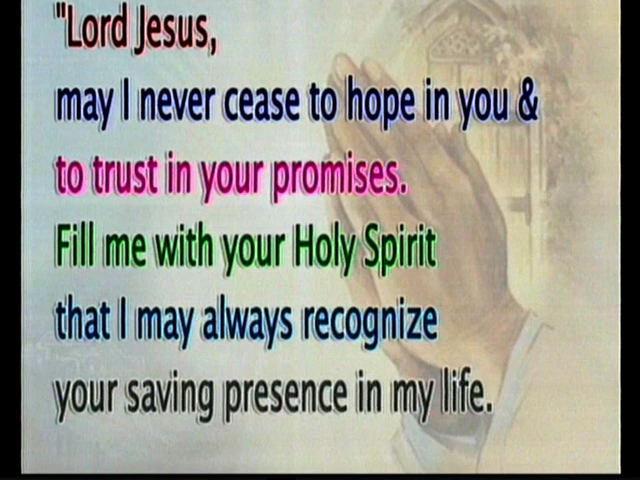 "Lord Jesus,
may I never cease to hope in you &
to trust in your promises.
Fill me with your Holy Spirit
that I may always recognize
your saving presence in my life.